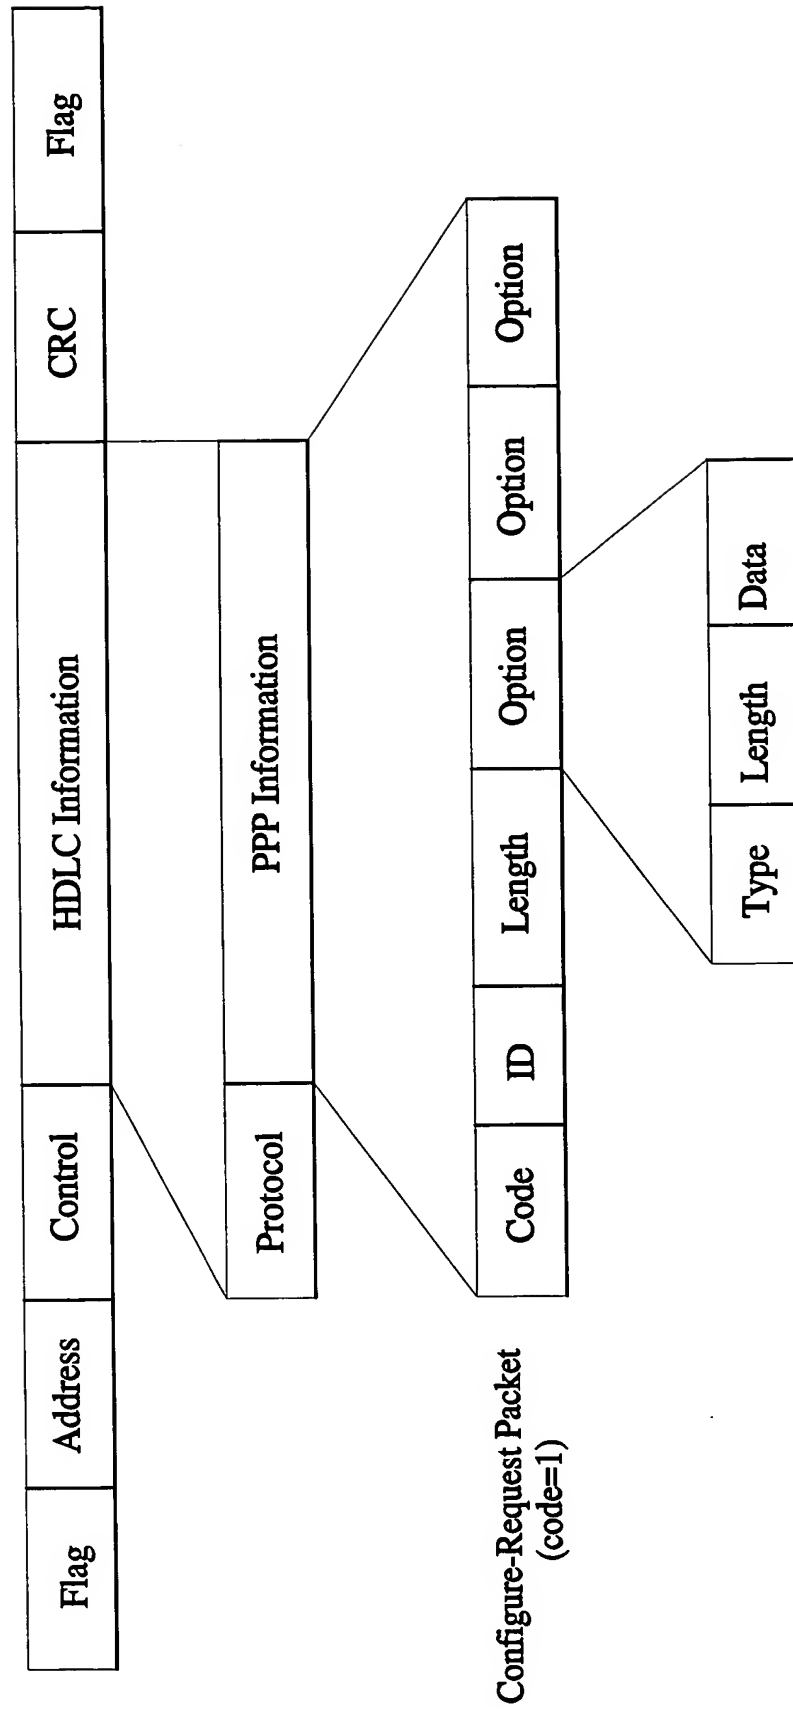 Flag Address Control HDLC Information CRC Flag
Protocol PPP Information
Configure-Request Packet
(code=1)
Code ID Length Option Option Option
Type Length Data